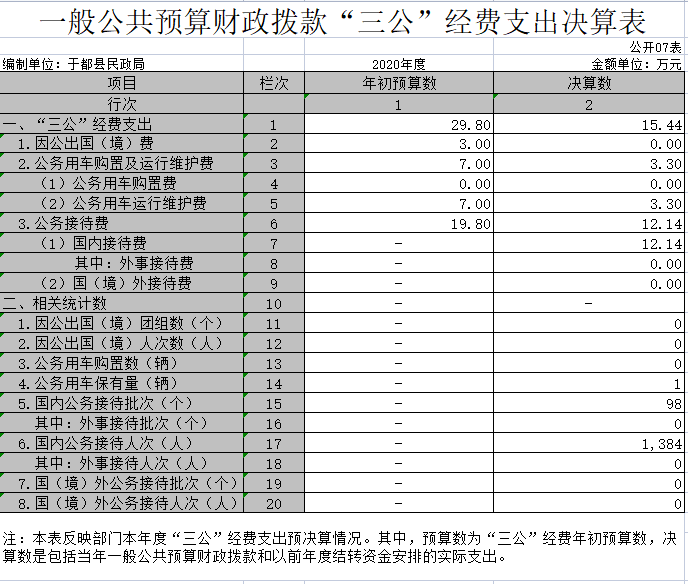 一般公共预算财政拨款“三公”经费支出决算表
公开07表
编制单位：于都县民政局 2020年度 金额单位：万元
项目 栏次 年初预算数 决算数
行次 1 2
一、“三公”经费支出 1 29.80 15.44
1.因公出国（境）费 2 3.00 0.00
2.公务用车购置及运行维护费 3 7.00 3.30
（1）公务用车购置费 4 0.00 0.00
（2）公务用车运行维护费 5 7.00 3.30
3.公务接待费 6 19.80 12.14
（1）国内接待费 7 － 12.14
其中：外事接待费 8 － 0.00
（2）国（境）外接待费 9 － 0.00
二、相关统计数 10 － －
1.因公出国（境）团组数（个） 11 － 0
2.因公出国（境）人次数（人） 12 － 0
3.公务用车购置数（辆） 13 － 0
4.公务用车保有量（辆） 14 － 1
5.国内公务接待批次（个） 15 － 98
其中：外事接待批次（个） 16 － 0
6.国内公务接待人次（人） 17 － 1,384
其中：外事接待人次（人） 18 － 0
7.国（境）外公务接待批次（个） 19 － 0
8.国（境）外公务接待人次（人） 20 － 0
注：本表反映部门本年度“三公”经费支出预决算情况。其中，预算数为“三公”经费年初预算数，决
算数是包括当年一般公共预算财政拨款和以前年度结转资金安排的实际支出。